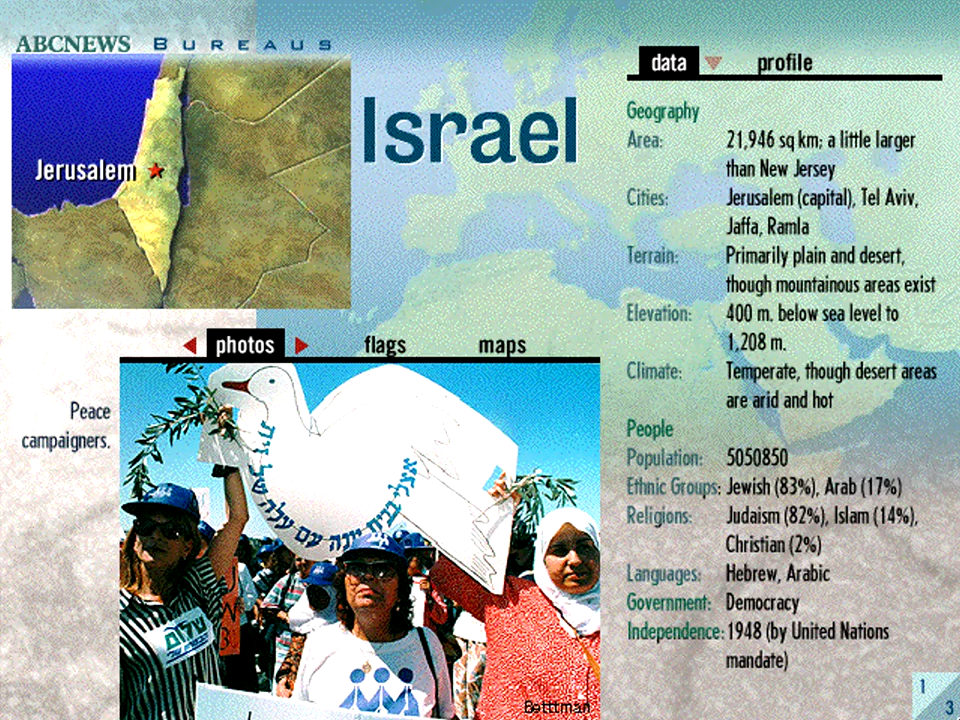 ABCNEWS BUREAUS
Jerusalem
Israel
data profile
Geography
Area: 21,946 sq km; a little larger
than New Jersey
Cities: Jerusalem (capital), Tel Aviv,
Jaffa, Ramla
Terrain: Primarily plain and desert,
though mountainous areas exist
Elevation: 400 m. below sea level to
1,208 m.
Climate: Temperate, though desert areas
are arid and hot
People
Population: 5050850
Ethnic Groups: Jewish (83%), Arab (17%)
Religions: Judaism (82%), Islam (14%),
Christian (2%)
Languages: Hebrew, Arabic
Government: Democracy
Independence: 1948 (by United Nations
mandate)
photos flags maps
Peace
campaigners.
אצלי בבית יונה עם עלה של זית
שלום
Bettman
1
3